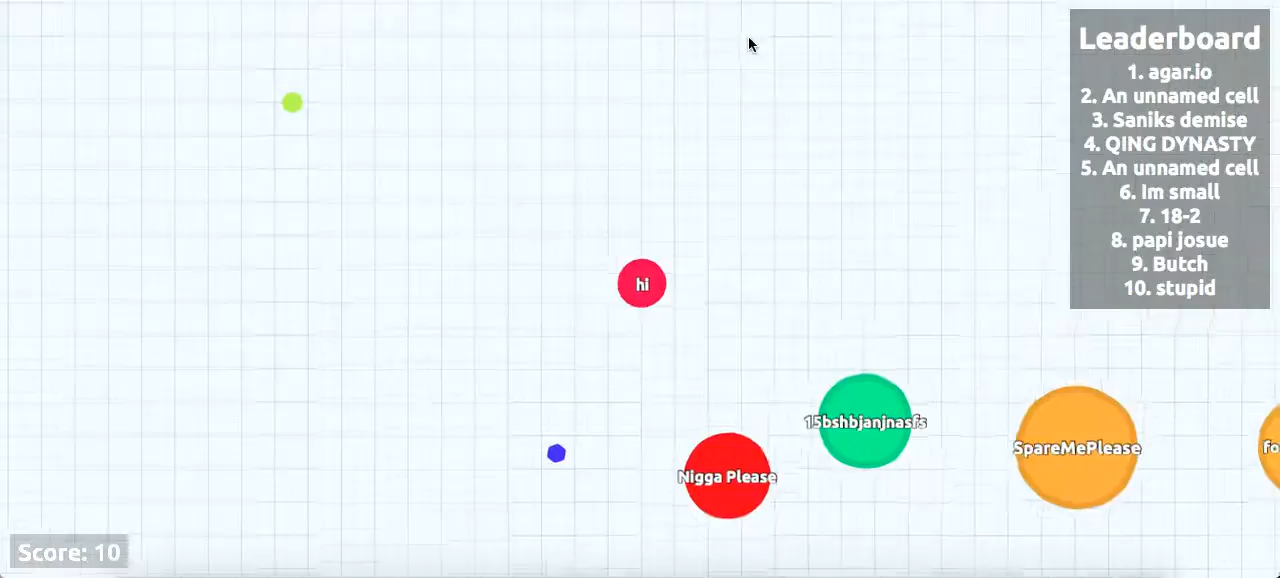 Leaderboard
1. agar.io
2. An unnamed cell
3. Saniks demise
4. QING DYNASTY
5. An unnamed cell
6. Im small
7. 18-2
8. papi josue
9. Butch
10. stupid
hi
15bshbjanjnasfs
SpareMePlease
fo
Nigga Please
Score: 10